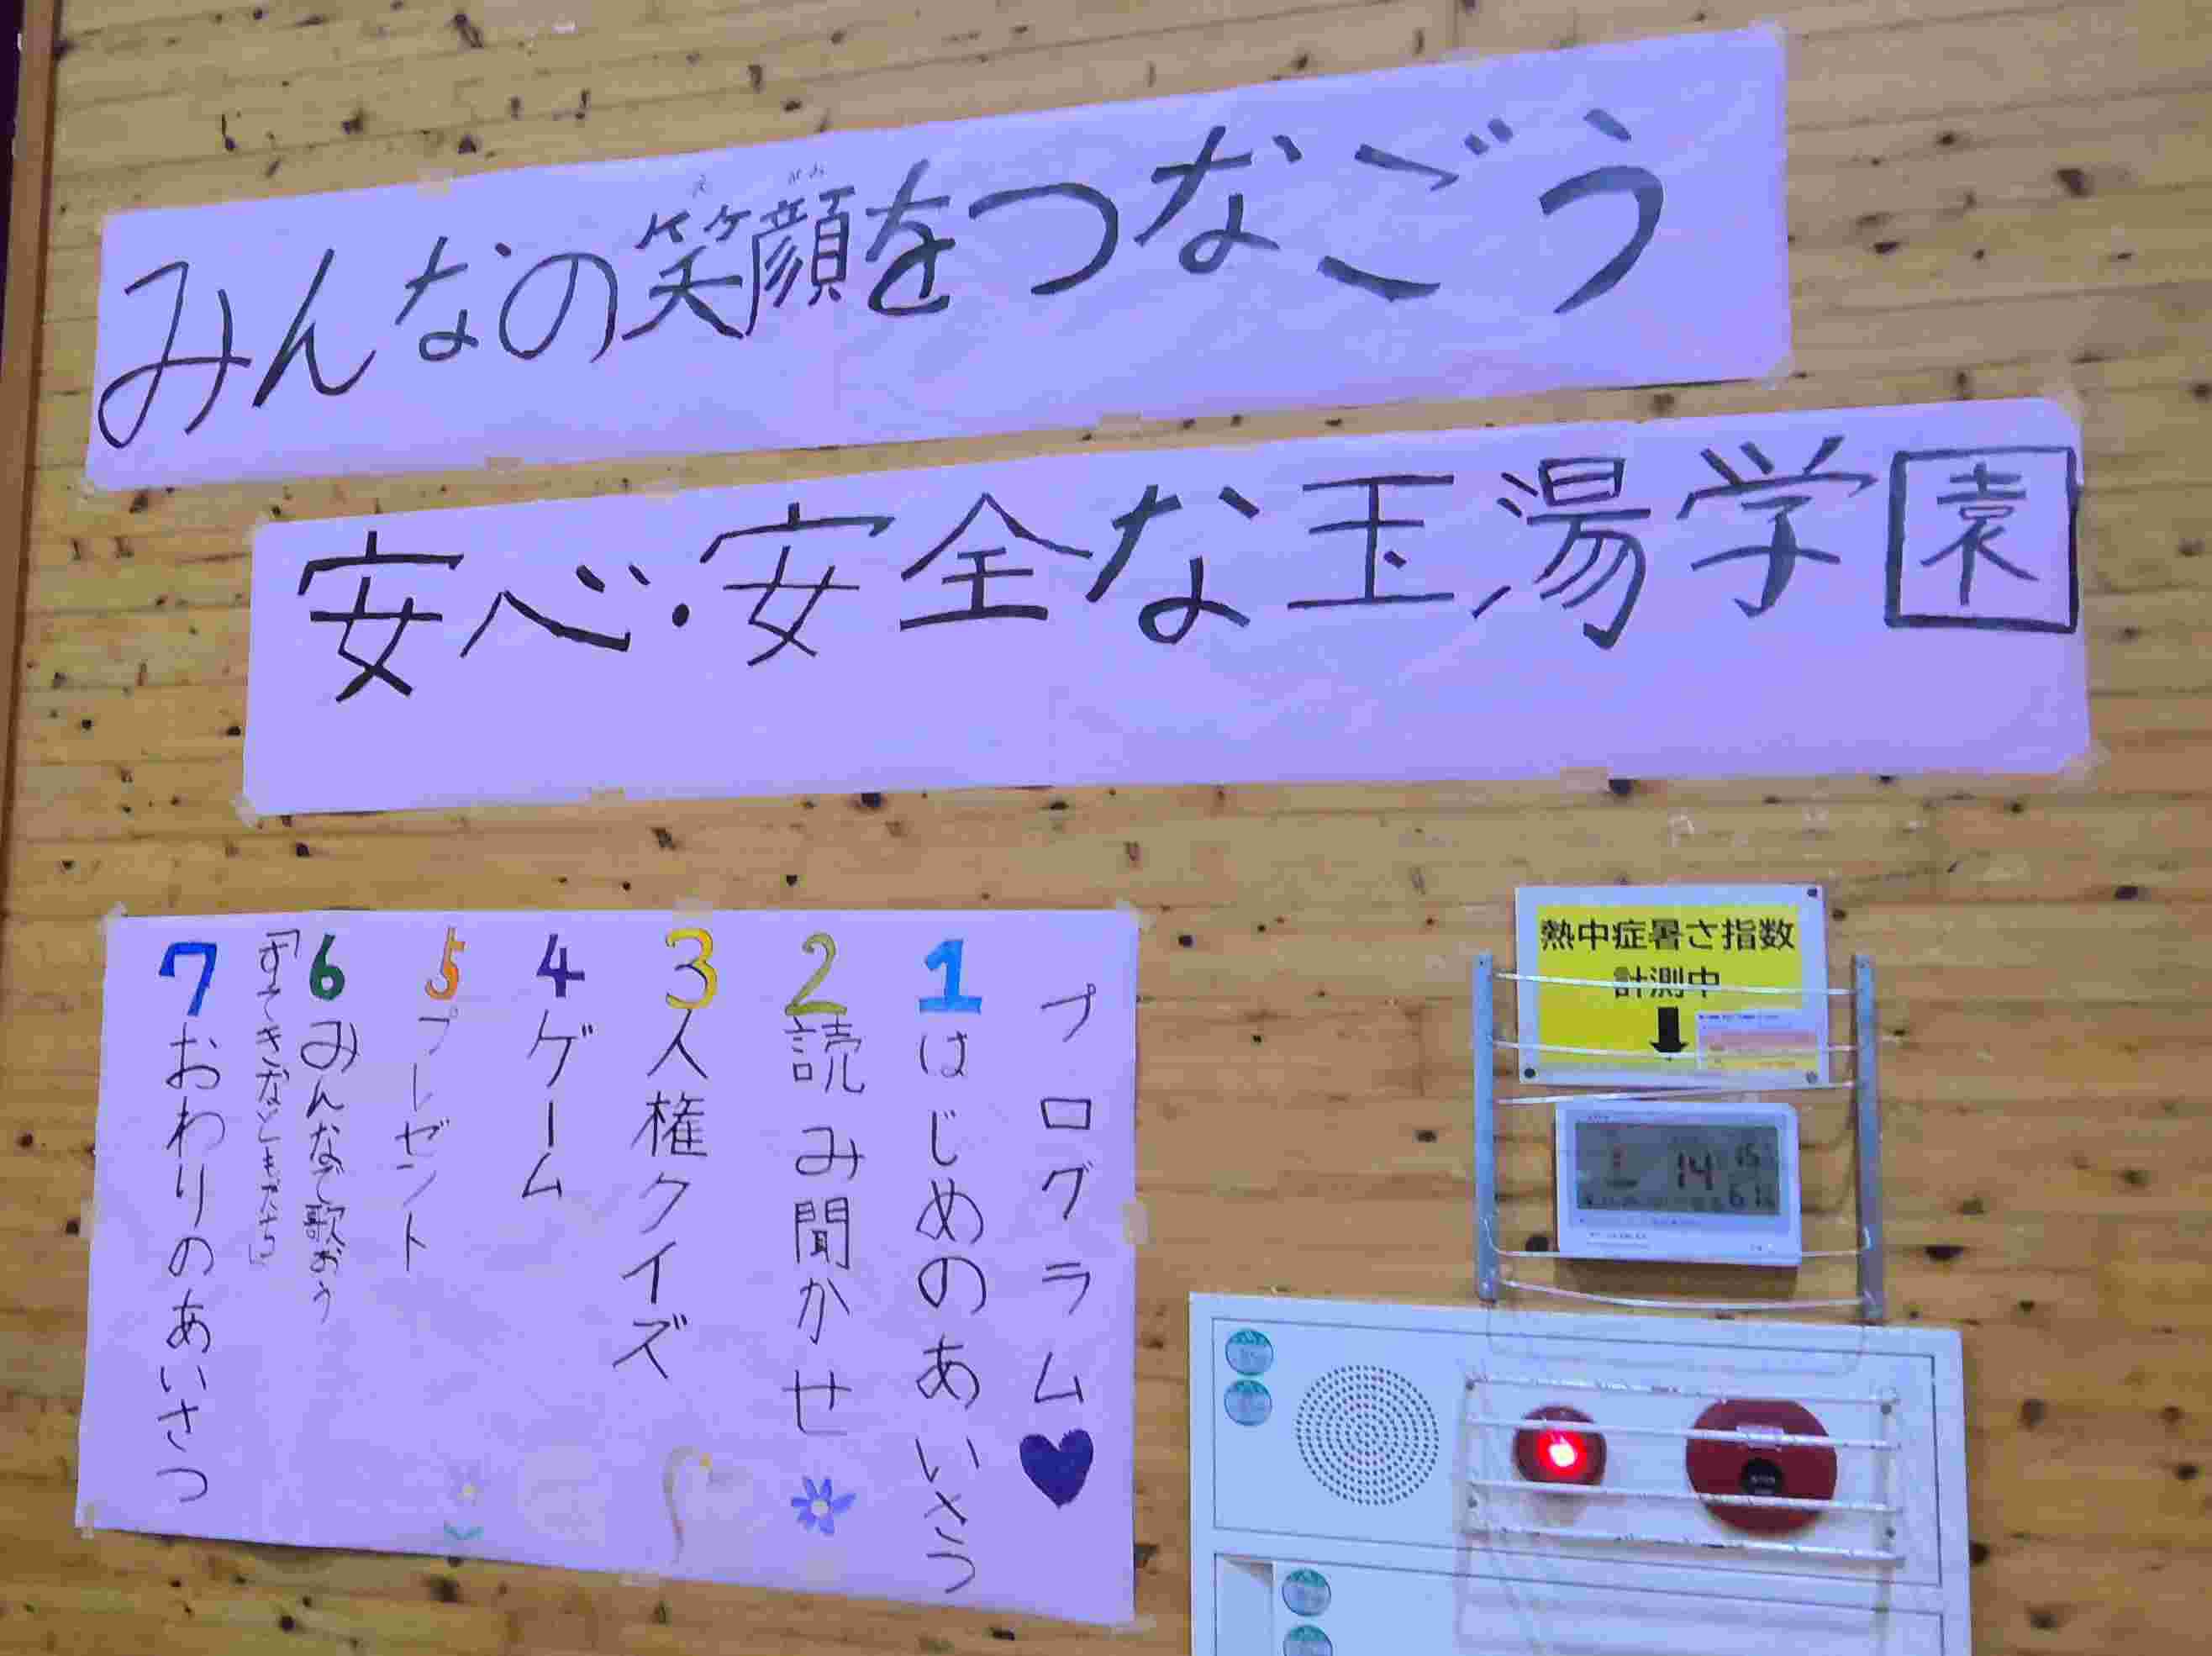 みんなの笑顔をつなごう
え がお
安心・安全な玉湯学園
プログラム
1 はじめのあいさつ
2 読み聞かせ
3 人権クイズ
4 ゲーム
5 プレゼント
6 みんなで歌おう
「すてきなともだち」
7 おわりのあいさつ
熱中症暑さ指数
計測中
14